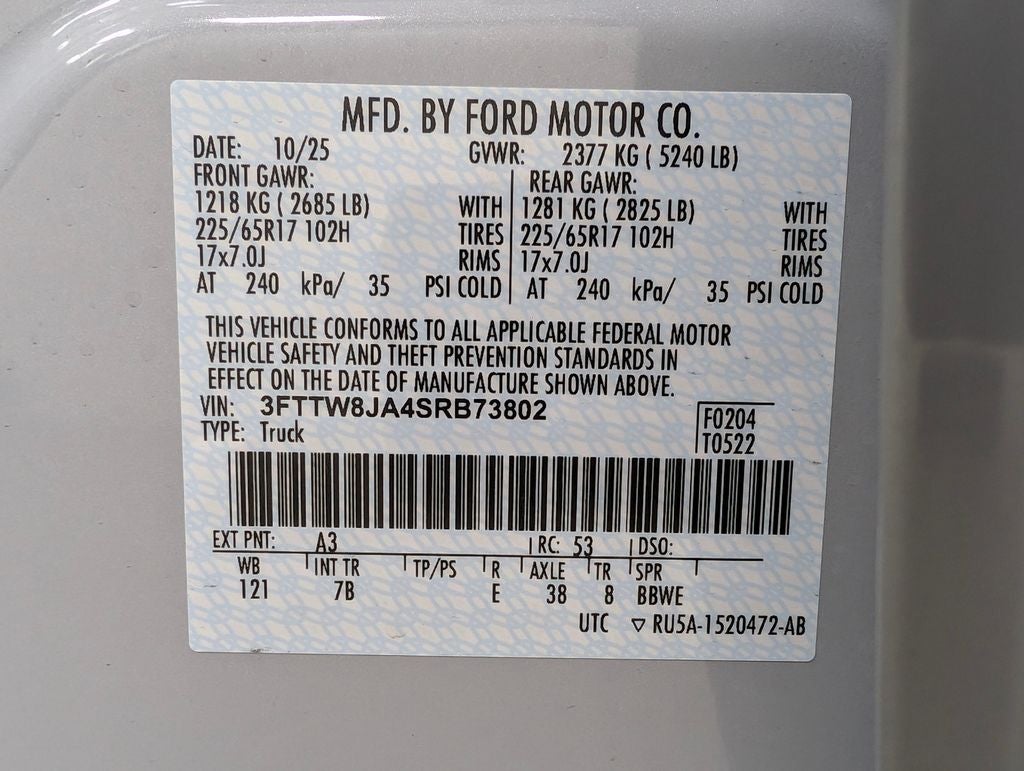 MFD. BY FORD MOTOR CO.
DATE: 10/25 GVWR: 2377 KG ( 5240 LB)
FRONT GAWR: REAR GAWR:
1218 KG ( 2685 LB) WITH 1281 KG ( 2825 LB) WITH
225/65R17 102H TIRES 225/65R17 102H TIRES
17x7.0J RIMS 17x7.0J RIMS
AT 240 kPa/ 35 PSI COLD AT 240 kPa/ 35 PSI COLD
THIS VEHICLE CONFORMS TO ALL APPLICABLE FEDERAL MOTOR
VEHICLE SAFETY AND THEFT PREVENTION STANDARDS IN
EFFECT ON THE DATE OF MANUFACTURE SHOWN ABOVE.
VIN: 3FTTW8JA4SRB73802 F0204
TYPE: Truck T0522
EXT PNT: A3 RC: 53 DSO:
WB INT TR TP/PS R AXLE TR SPR
121 7B E 38 8 BBWE
UTC ▽ RU5A-1520472-AB